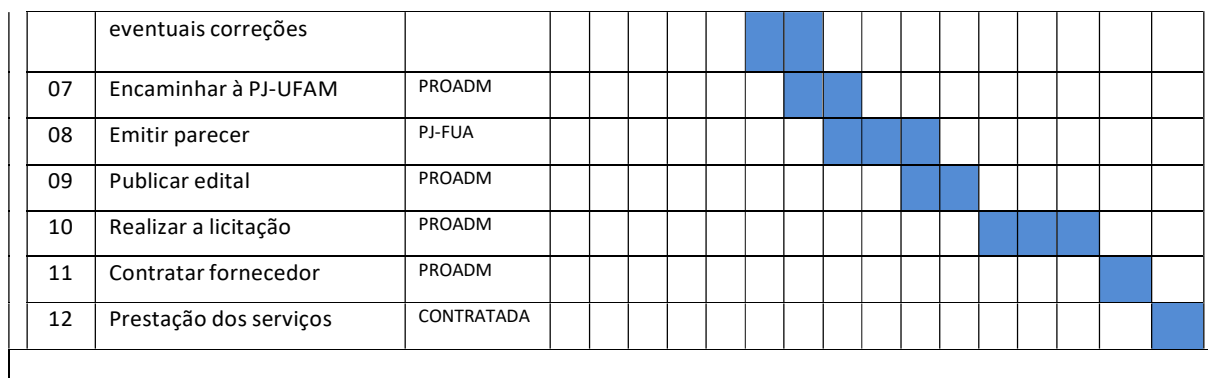 eventuais correções
07 Encaminhar à PJ-UFAM PROADM
08 Emitir parecer PJ-FUA
09 Publicar edital PROADM
10 Realizar a licitação PROADM
11 Contratar fornecedor PROADM
12 Prestação dos serviços CONTRATADA